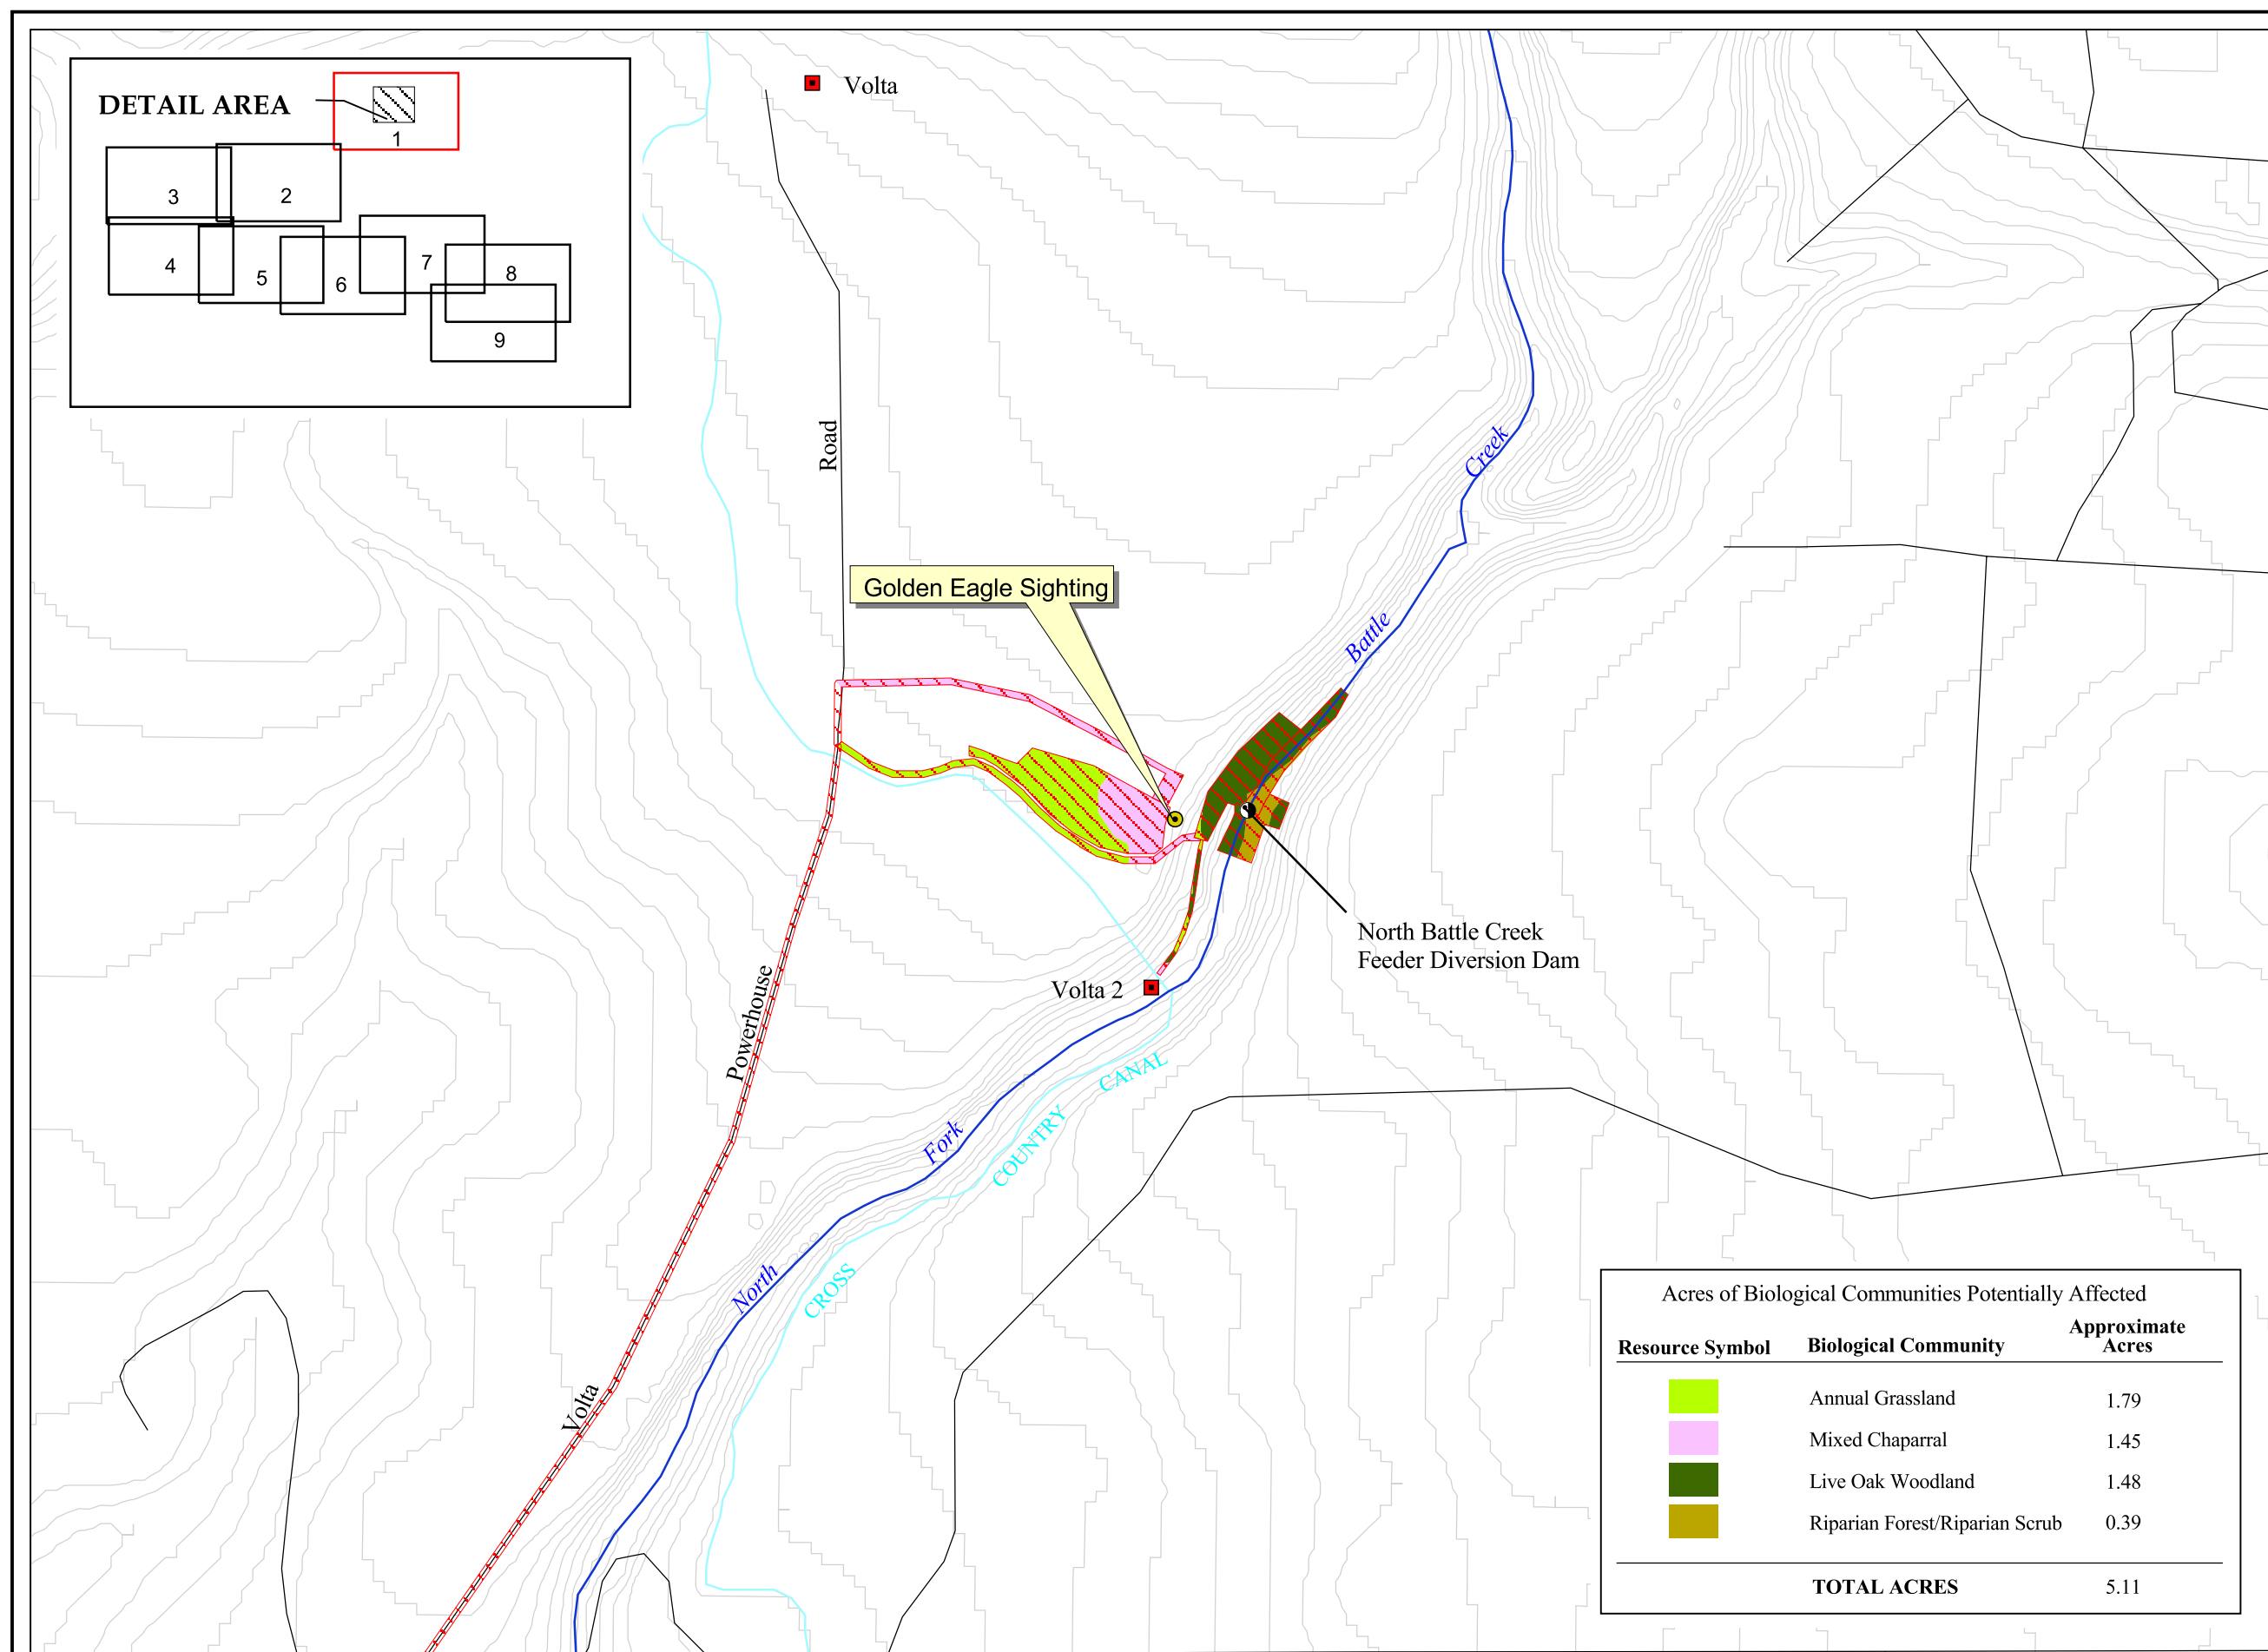 DETAIL AREA
1
3
2
4
5
6
7
8
9
Volta
Road
Creek
Golden Eagle Sighting
Battle
North Battle Creek
Feeder Diversion Dam
Volta 2
Powerhouse
CANAL
COUNTRY
Fork
North
CROSS
Volta
Acres of Biological Communities Potentially Affected
Resource Symbol Biological Community Approximate Acres
Annual Grassland 1.79
Mixed Chaparral 1.45
Live Oak Woodland 1.48
Riparian Forest/Riparian Scrub 0.39
TOTAL ACRES 5.11